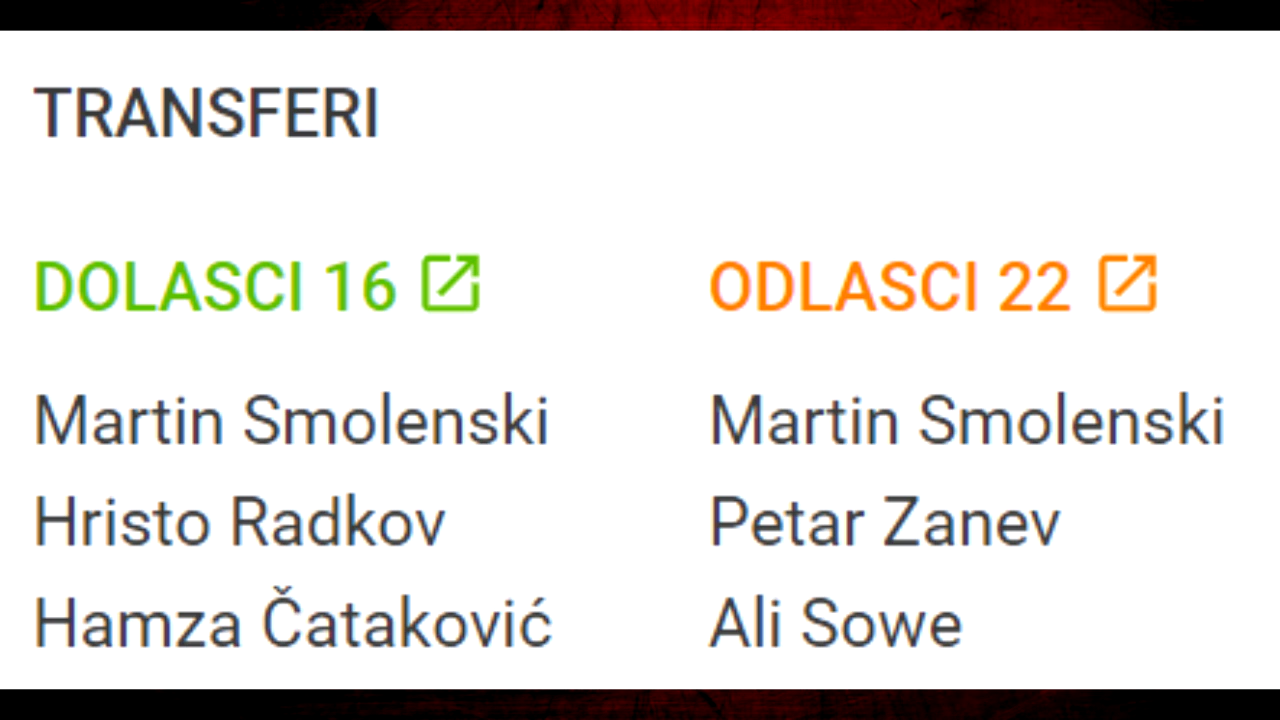 TRANSFERI
DOLASCI 16
Martin Smolenski
Hristo Radkov
Hamza Čataković
ODLASCI 22
Martin Smolenski
Petar Zanev
Ali Sowe